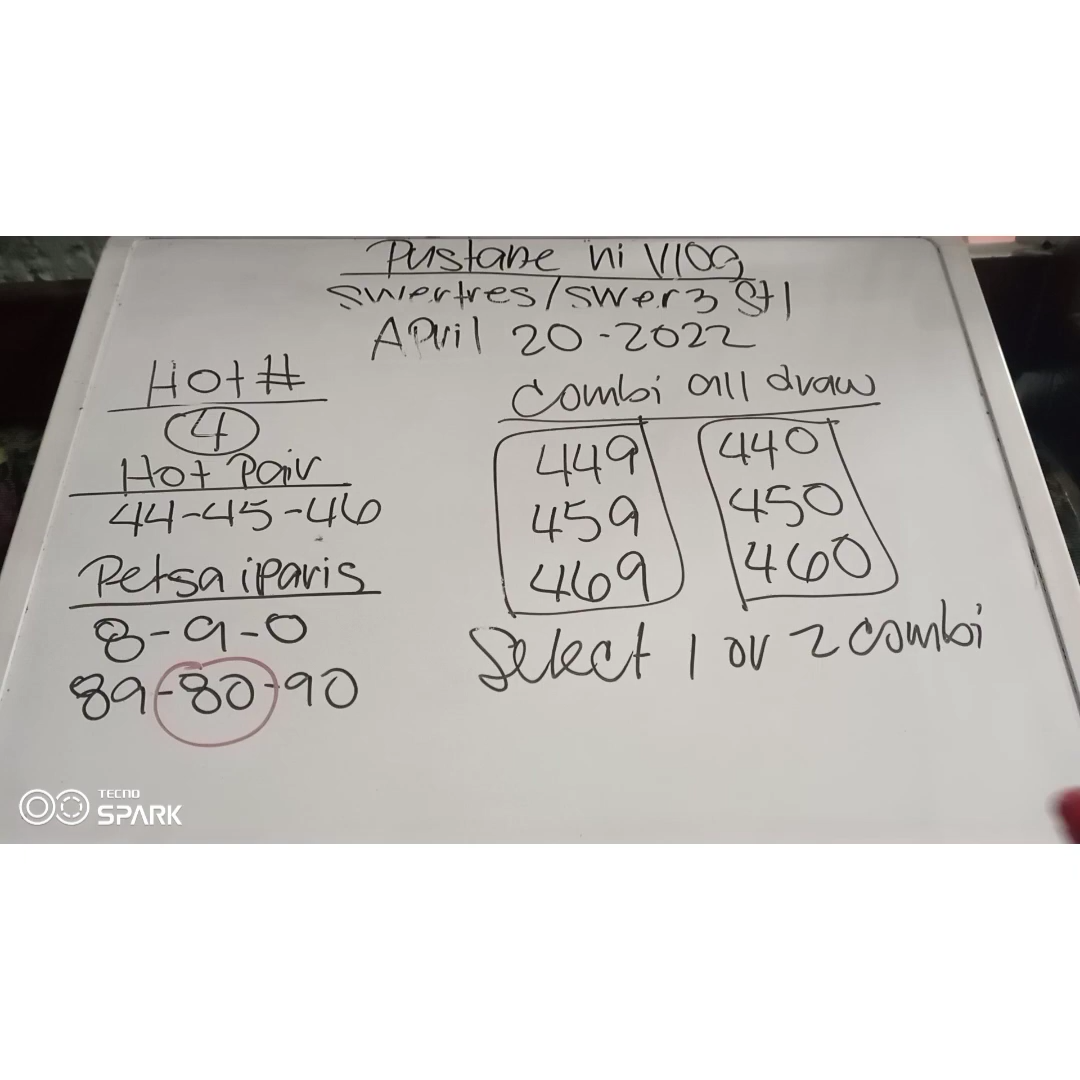 Pustane ni Vlog
Swertres/Swer3 Stl
April 20-2022
Hot#
4
Hot Pair
44-45-46
Petsa iparis
8-9-0
89-80-90
Combi all draw
449
459
469
440
450
460
Select 1 or 2 combi
TECNO
SPARK